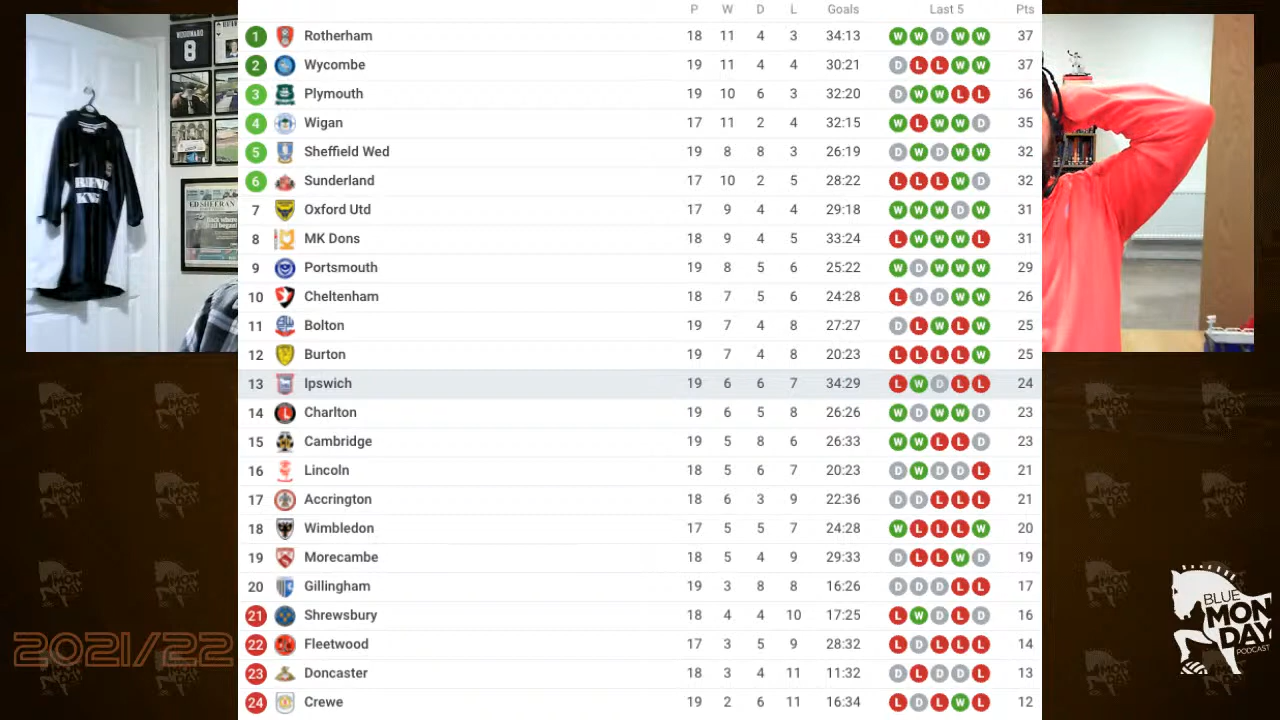 P W D L Goals Last 5 Pts
1 Rotherham 18 11 4 3 34:13 W W D W W 37
2 Wycombe 19 11 4 4 30:21 D L L W W 37
3 Plymouth 19 10 6 3 32:20 D W W L L 36
4 Wigan 17 11 2 4 32:15 W L W W D 35
5 Sheffield Wed 19 8 8 3 26:19 D W D W W 32
6 Sunderland 17 10 2 5 28:22 L L L W D 32
7 Oxford Utd 17 9 4 4 29:18 W W W D W 31
8 MK Dons 18 9 4 5 33:24 L W W W L 31
9 Portsmouth 19 8 5 6 25:22 W D W W W 29
10 Cheltenham 18 7 5 6 24:28 L D D W W 26
11 Bolton 19 7 4 8 27:27 D L W L W 25
12 Burton 19 7 4 8 20:23 L L L L W 25
13 Ipswich 19 6 6 7 34:29 L W D L L 24
14 Charlton 19 6 5 8 26:26 W D W W D 23
15 Cambridge 19 5 8 6 26:33 W W L L D 23
16 Lincoln 18 5 6 7 20:23 D W D D L 21
17 Accrington 18 6 3 9 22:36 D D L L L 21
18 Wimbledon 17 5 5 7 24:28 W L L L W 20
19 Morecambe 18 5 4 9 29:33 D L L W D 19
20 Gillingham 19 3 8 8 16:26 D D D L L 17
21 Shrewsbury 18 4 4 10 17:25 L W D L D 16
22 Fleetwood 17 3 5 9 28:32 L D L L L 14
23 Doncaster 18 3 4 11 11:32 D L D D L 13
24 Crewe 19 2 6 11 16:34 L D L W L 12
WOODWARD
8
ED SHEERAN
2021/22
BLUE
MON
DAY
PODCAST